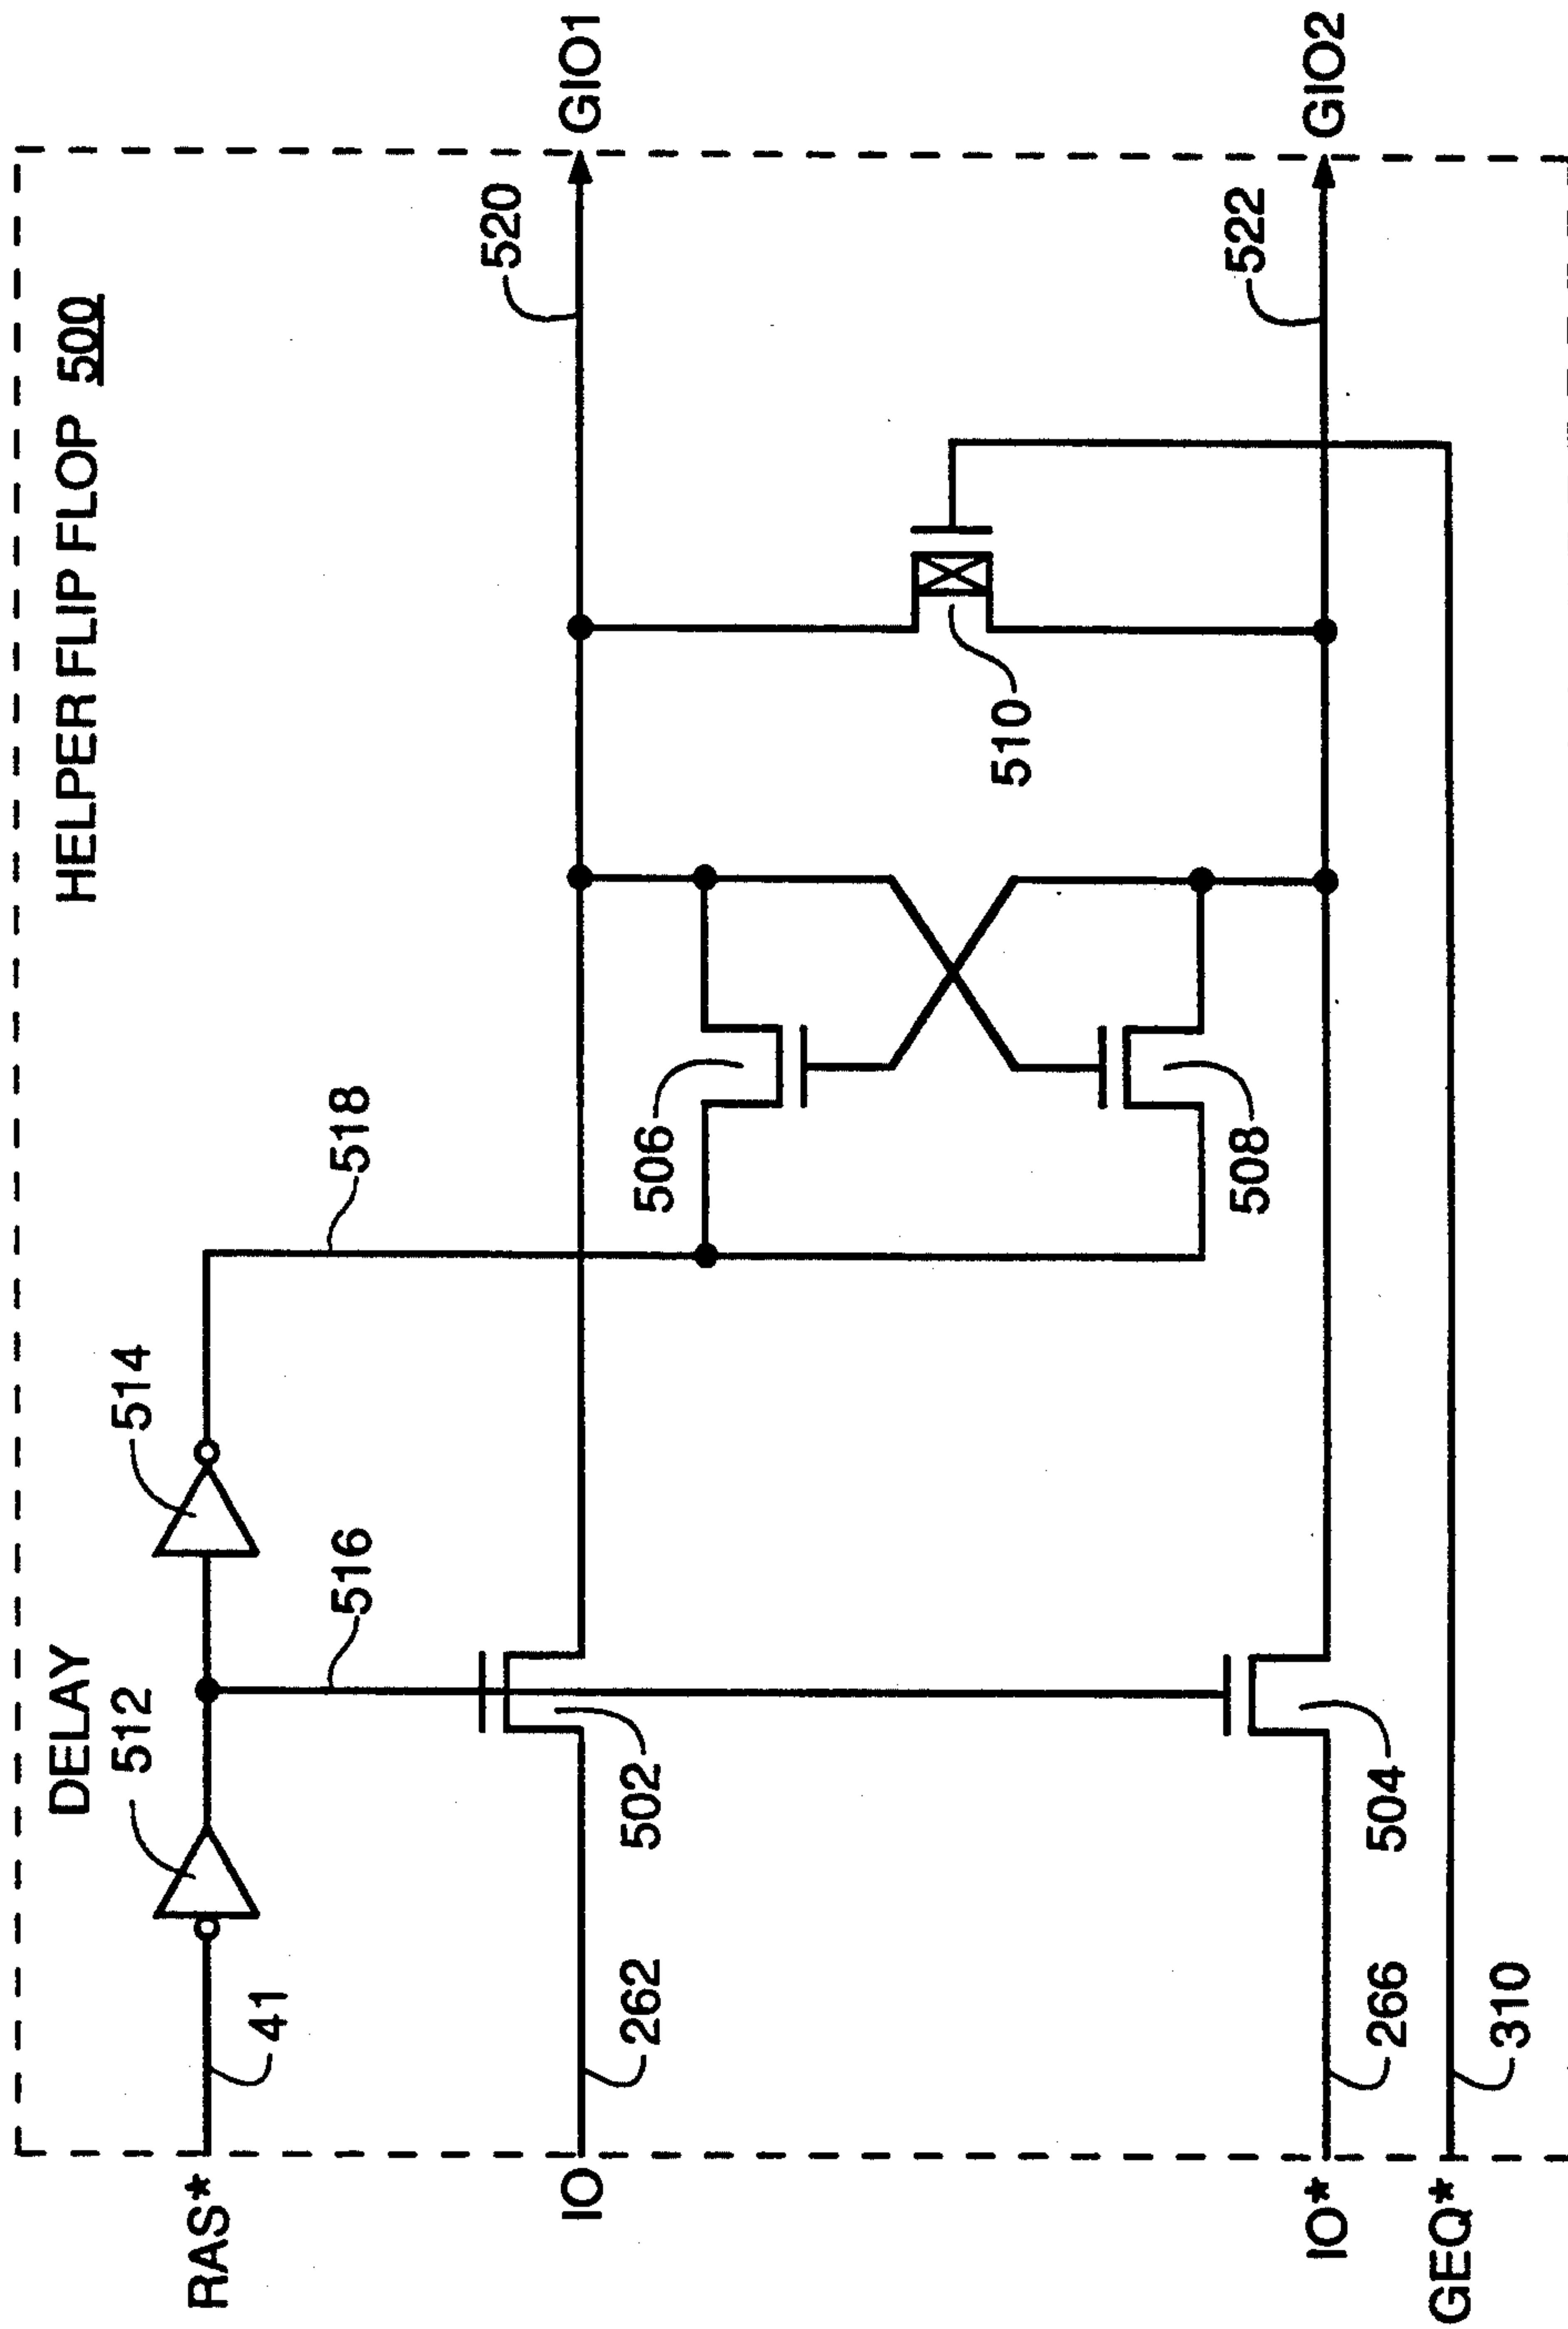 HELPER FLIP FLOP 500
DELAY
512
514
RAS*
41
516
518
520
GIO1
IO
262
502
506
510
508
522
GIO2
IO*
266
504
GEQ*
310